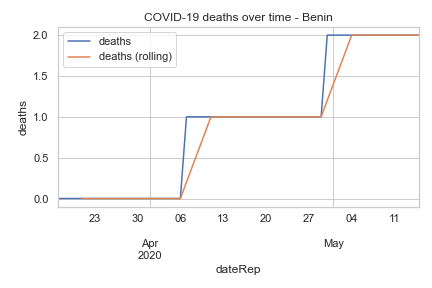 COVID-19 deaths over time - Benin
deaths
deaths (rolling)
deaths
2.0
1.5
1.0
0.5
0.0
23 30 06 13 20 27 04 11
Apr May
2020
dateRep